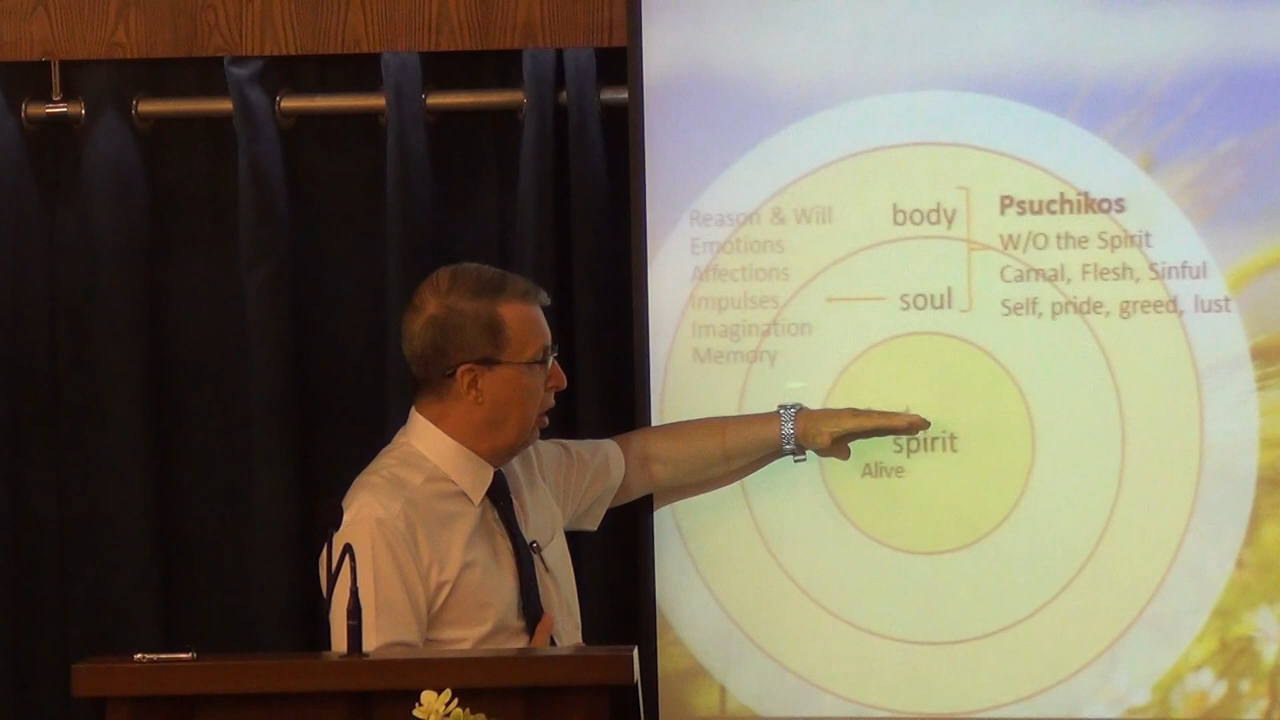 Reason & Will
Emotions
Affections
Impulses
Imagination
Memory
body
soul
Psuchikos
W/O the Spirit
Carnal, Flesh, Sinful
Self, pride, greed, lust
spirit
Alive